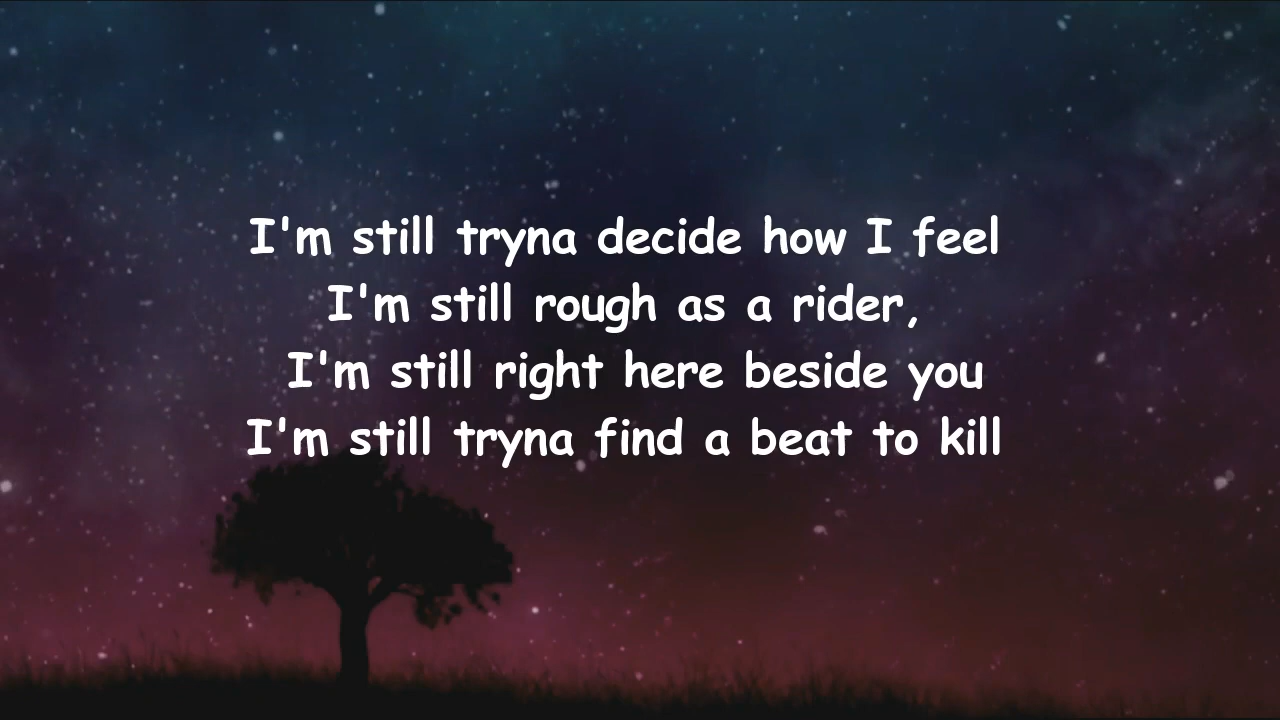 I'm still tryna decide how I feel
I'm still rough as a rider,
I'm still right here beside you
I'm still tryna find a beat to kill